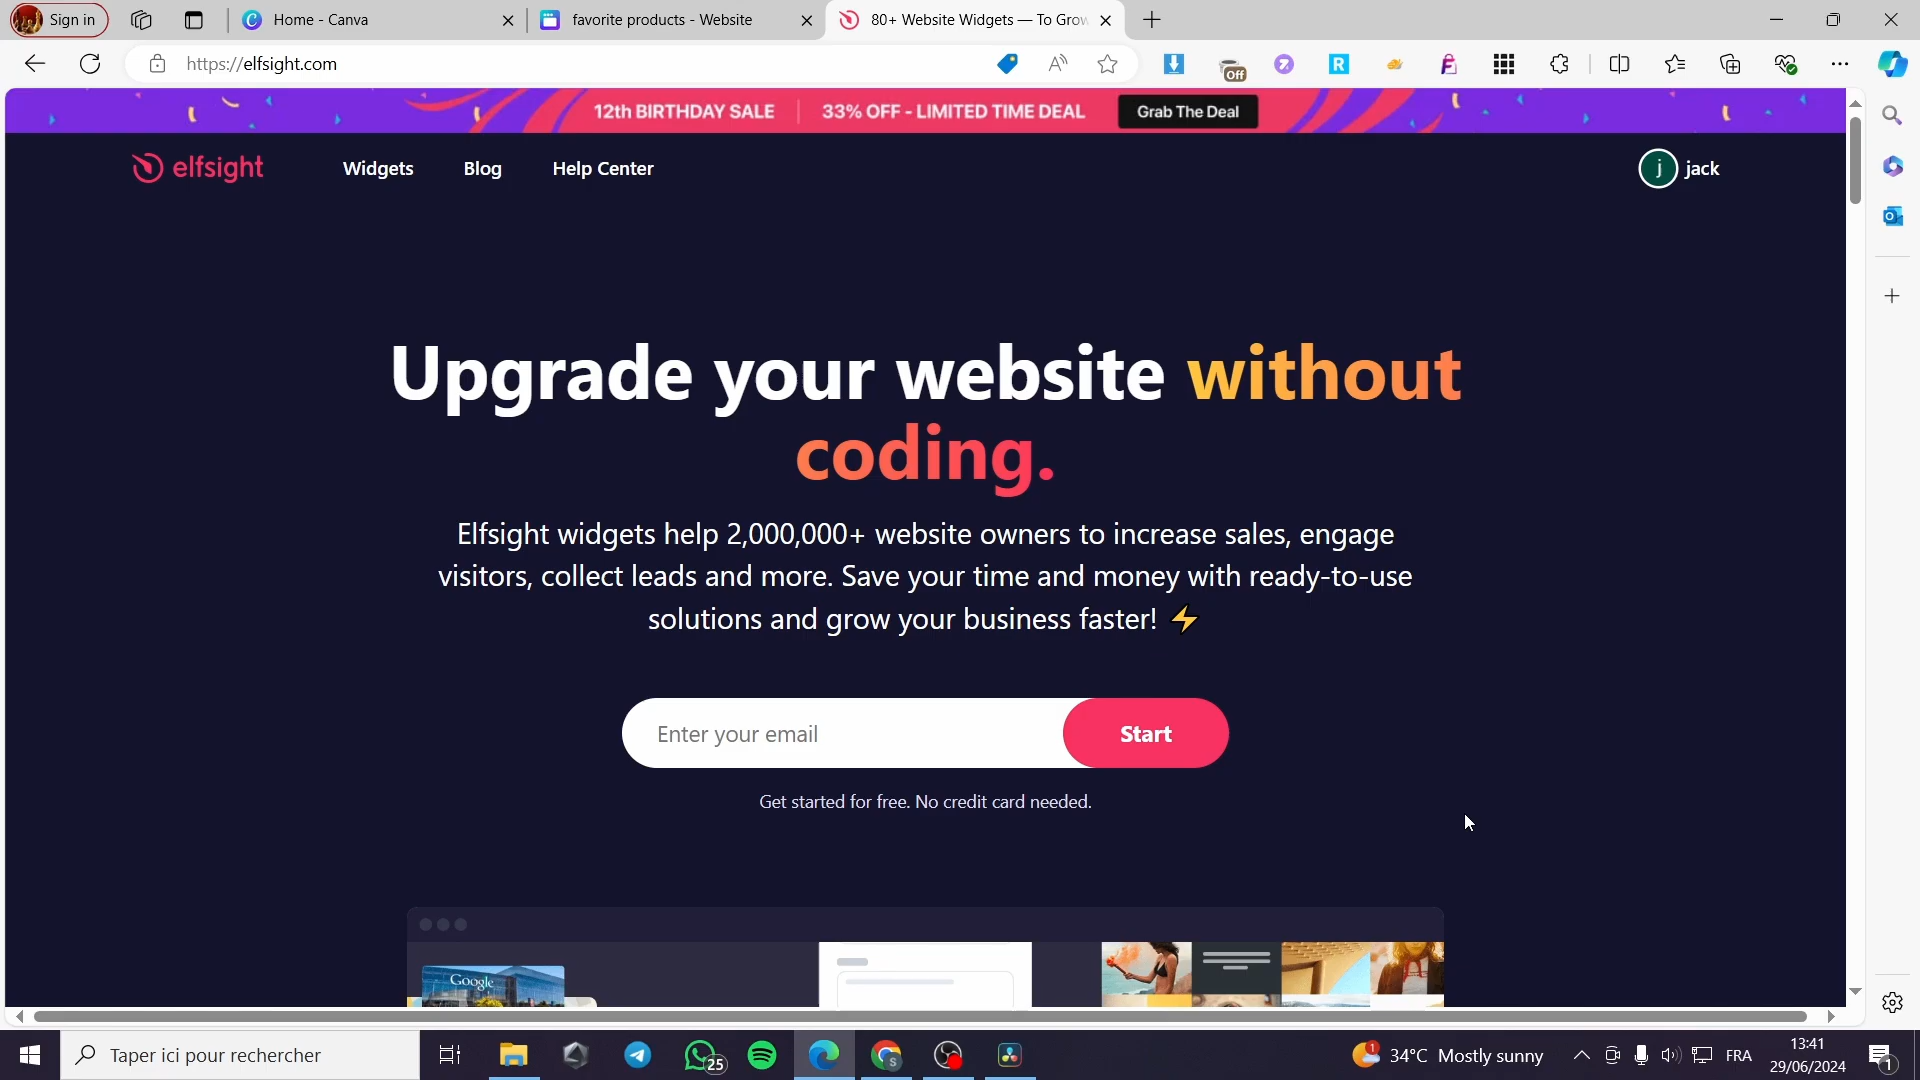 Sign in
Home - Canva
favorite products - Website
80+ Website Widgets — To Grow
https://elfsight.com
Off
R
12th BIRTHDAY SALE
33% OFF - LIMITED TIME DEAL
Grab The Deal
elfsight
Widgets
Blog
Help Center
j
jack
Upgrade your website without
coding.
Elfsight widgets help 2,000,000+ website owners to increase sales, engage
visitors, collect leads and more. Save your time and money with ready-to-use
solutions and grow your business faster! ⚡
Enter your email
Start
Get started for free. No credit card needed.
Google
Taper ici pour rechercher
25
S
1
34°C Mostly sunny
FRA
13:41
29/06/2024
1